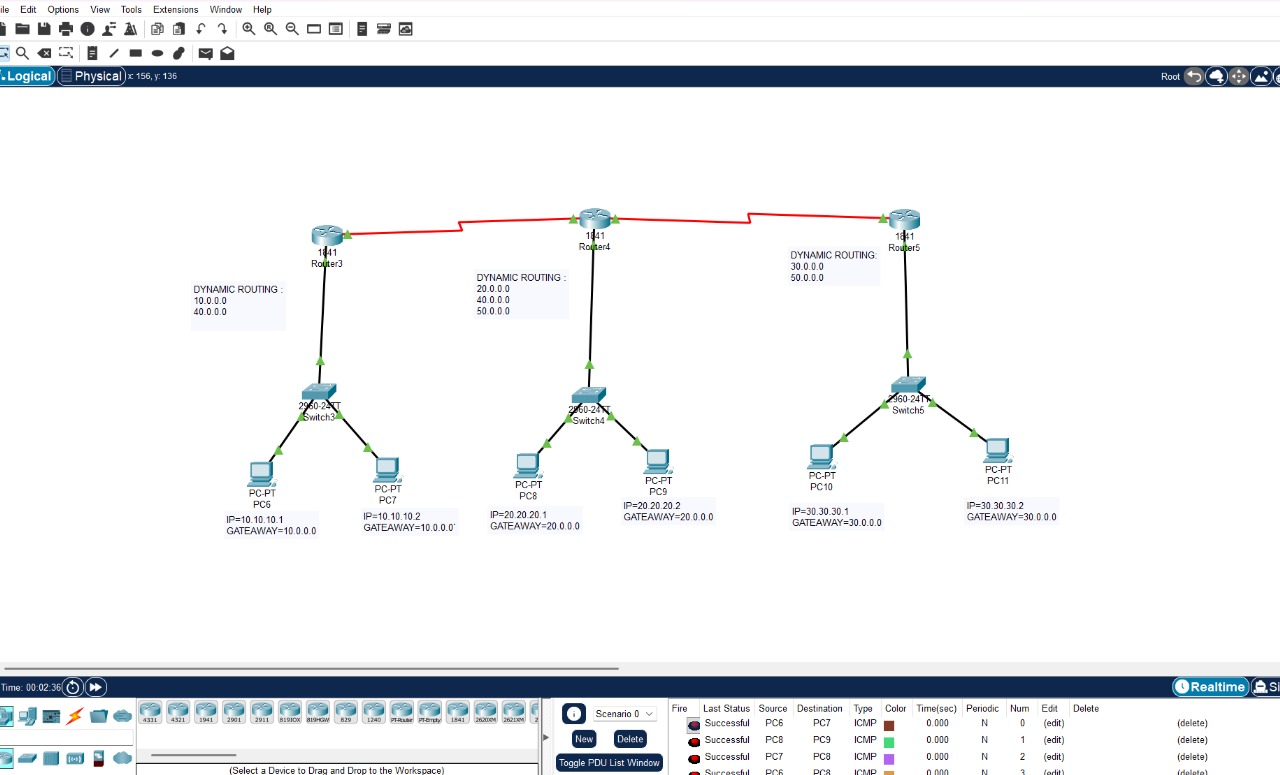 ile Edit Options View Tools Extensions Window Help
Logical Physical x: 156, y: 136 Root
1841
Router3
1841
Router4
1841
Router5
DYNAMIC ROUTING :
10.0.0.0
40.0.0.0
DYNAMIC ROUTING :
20.0.0.0
40.0.0.0
50.0.0.0
DYNAMIC ROUTING:
30.0.0.0
50.0.0.0
2960-24TT
Switch3
2960-24TT
Switch4
2960-24TT
Switch5
PC-PT
PC6
PC-PT
PC7
PC-PT
PC8
PC-PT
PC9
PC-PT
PC10
PC-PT
PC11
IP=10.10.10.1
GATEAWAY=10.0.0.0
IP=10.10.10.2
GATEAWAY=10.0.0.0
IP=20.20.20.1
GATEAWAY=20.0.0.0
IP=20.20.20.2
GATEAWAY=20.0.0.0
IP=30.30.30.1
GATEAWAY=30.0.0.0
IP=30.30.30.2
GATEAWAY=30.0.0.0
Time: 00:02:36 Realtime Si
4331 4321 1941 2901 2911 819IOX 819HGW 829 1240 PT-Router PT-Empty 1841 2620XM 2621XM 2
(Select a Device to Drag and Drop to the Workspace)
Scenario 0
New Delete
Toggle PDU List Window
Fire Last Status Source Destination Type Color Time(sec) Periodic Num Edit Delete
Successful PC6 PC7 ICMP 0.000 N 0 (edit) (delete)
Successful PC8 PC9 ICMP 0.000 N 1 (edit) (delete)
Successful PC7 PC8 ICMP 0.000 N 2 (edit) (delete)
Successful PC6 PC8 ICMP 0.000 N 3 (edit) (delete)